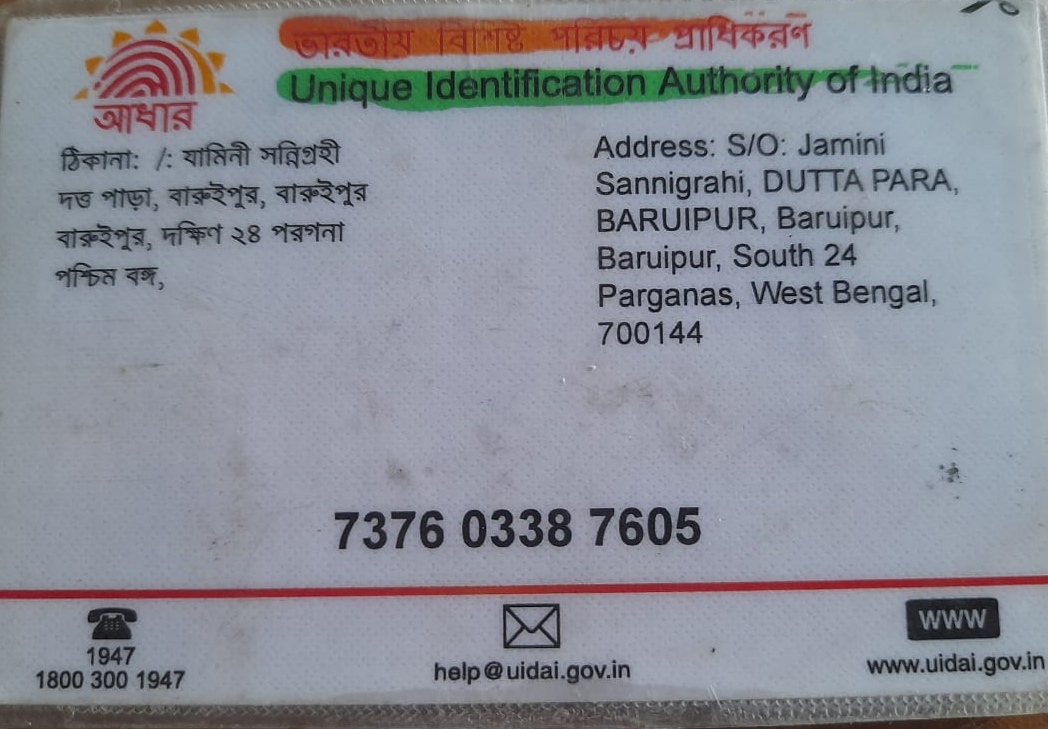 ভারতীয় বিশিষ্ট পরিচয় প্রাধিকরণ
Unique Identification Authority of India
আধার
ঠিকানা: /: যামিনী সন্নিগ্রহী
দত্ত পাড়া, বারুইপুর, বারুইপুর
বারুইপুর, দক্ষিণ ২৪ পরগনা
পশ্চিম বঙ্গ,
Address: S/O: Jamini
Sannigrahi, DUTTA PARA,
BARUIPUR, Baruipur,
Baruipur, South 24
Parganas, West Bengal,
700144
7376 0338 7605
1947
1800 300 1947
help@uidai.gov.in
www
www.uidai.gov.in